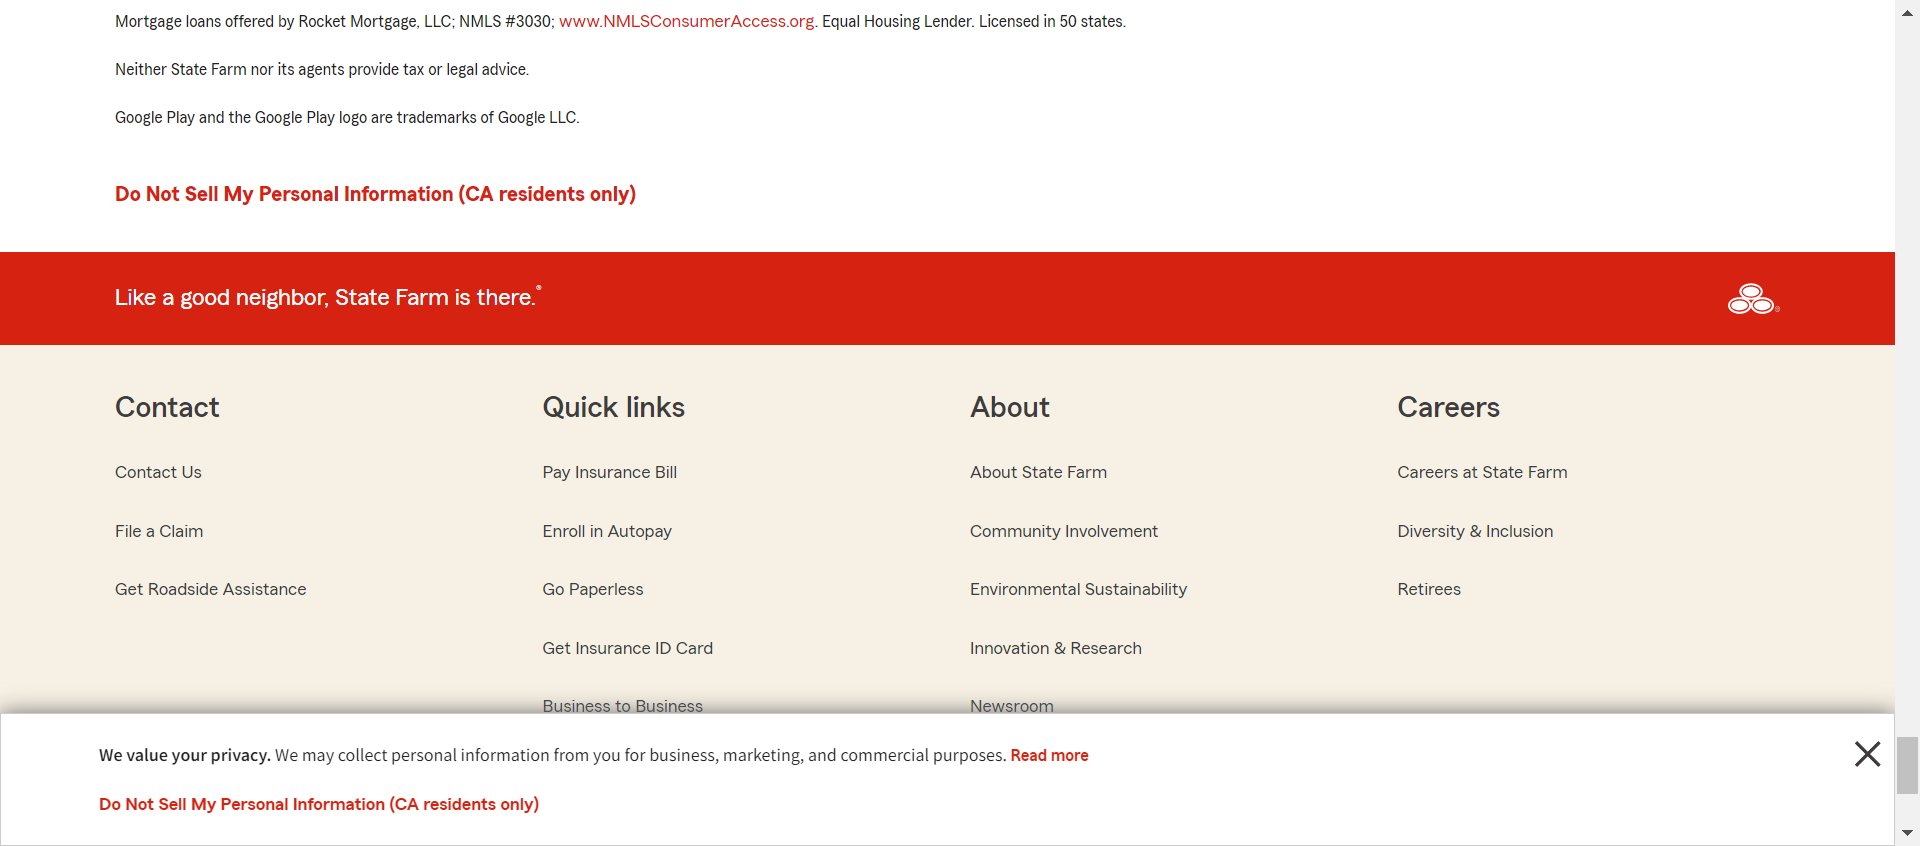 Mortgage loans offered by Rocket Mortgage, LLC; NMLS #3030; www.NMLSConsumerAccess.org. Equal Housing Lender. Licensed in 50 states.
Neither State Farm nor its agents provide tax or legal advice.
Google Play and the Google Play logo are trademarks of Google LLC.
Do Not Sell My Personal Information (CA residents only)
Like a good neighbor, State Farm is there.®
Contact
Contact Us
File a Claim
Get Roadside Assistance
Quick links
Pay Insurance Bill
Enroll in Autopay
Go Paperless
Get Insurance ID Card
Business to Business
About
About State Farm
Community Involvement
Environmental Sustainability
Innovation & Research
Newsroom
Careers
Careers at State Farm
Diversity & Inclusion
Retirees
We value your privacy. We may collect personal information from you for business, marketing, and commercial purposes. Read more
Do Not Sell My Personal Information (CA residents only)